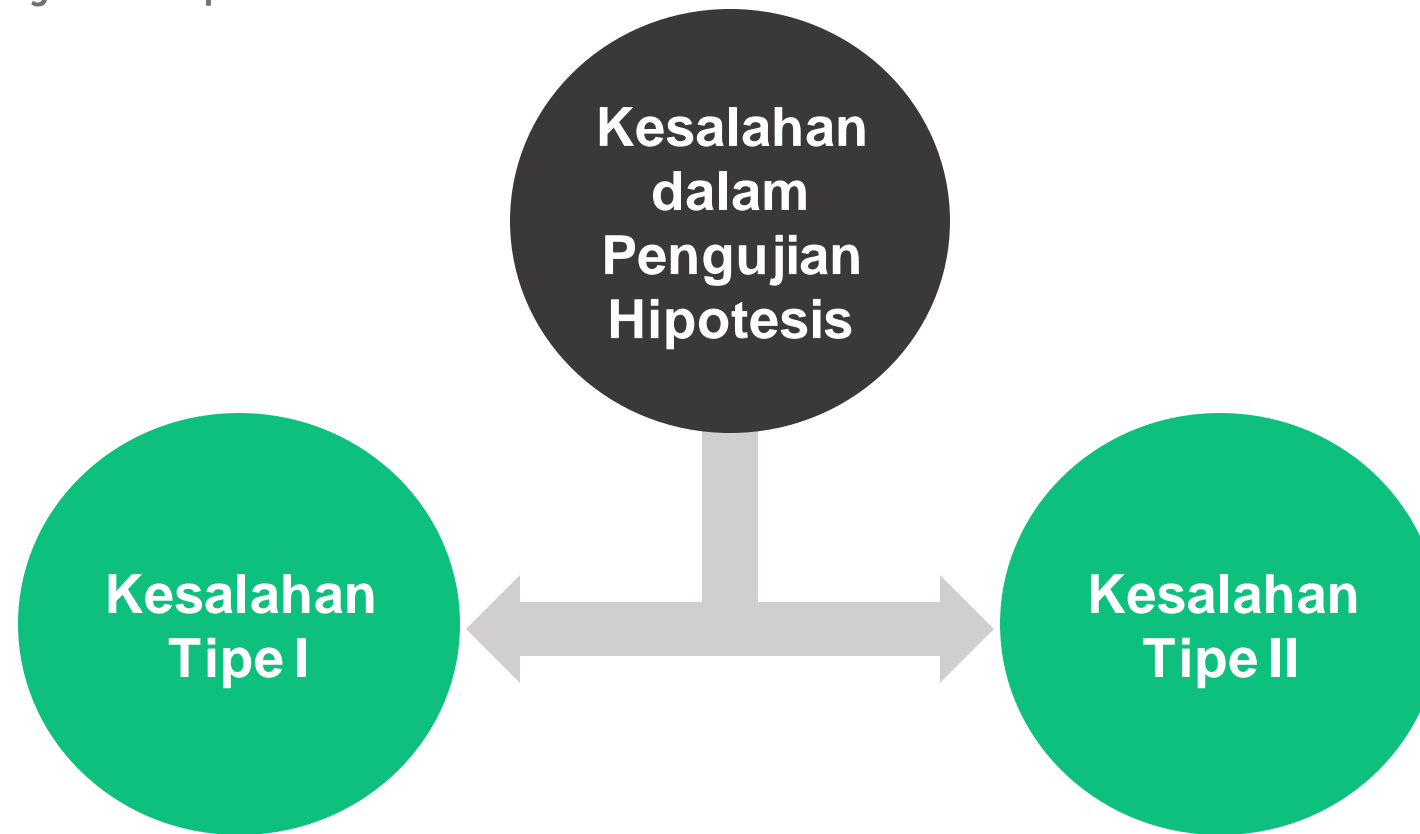 Kesalahan
dalam
Pengujian
Hipotesis
Kesalahan
Tipe I
Kesalahan
Tipe II